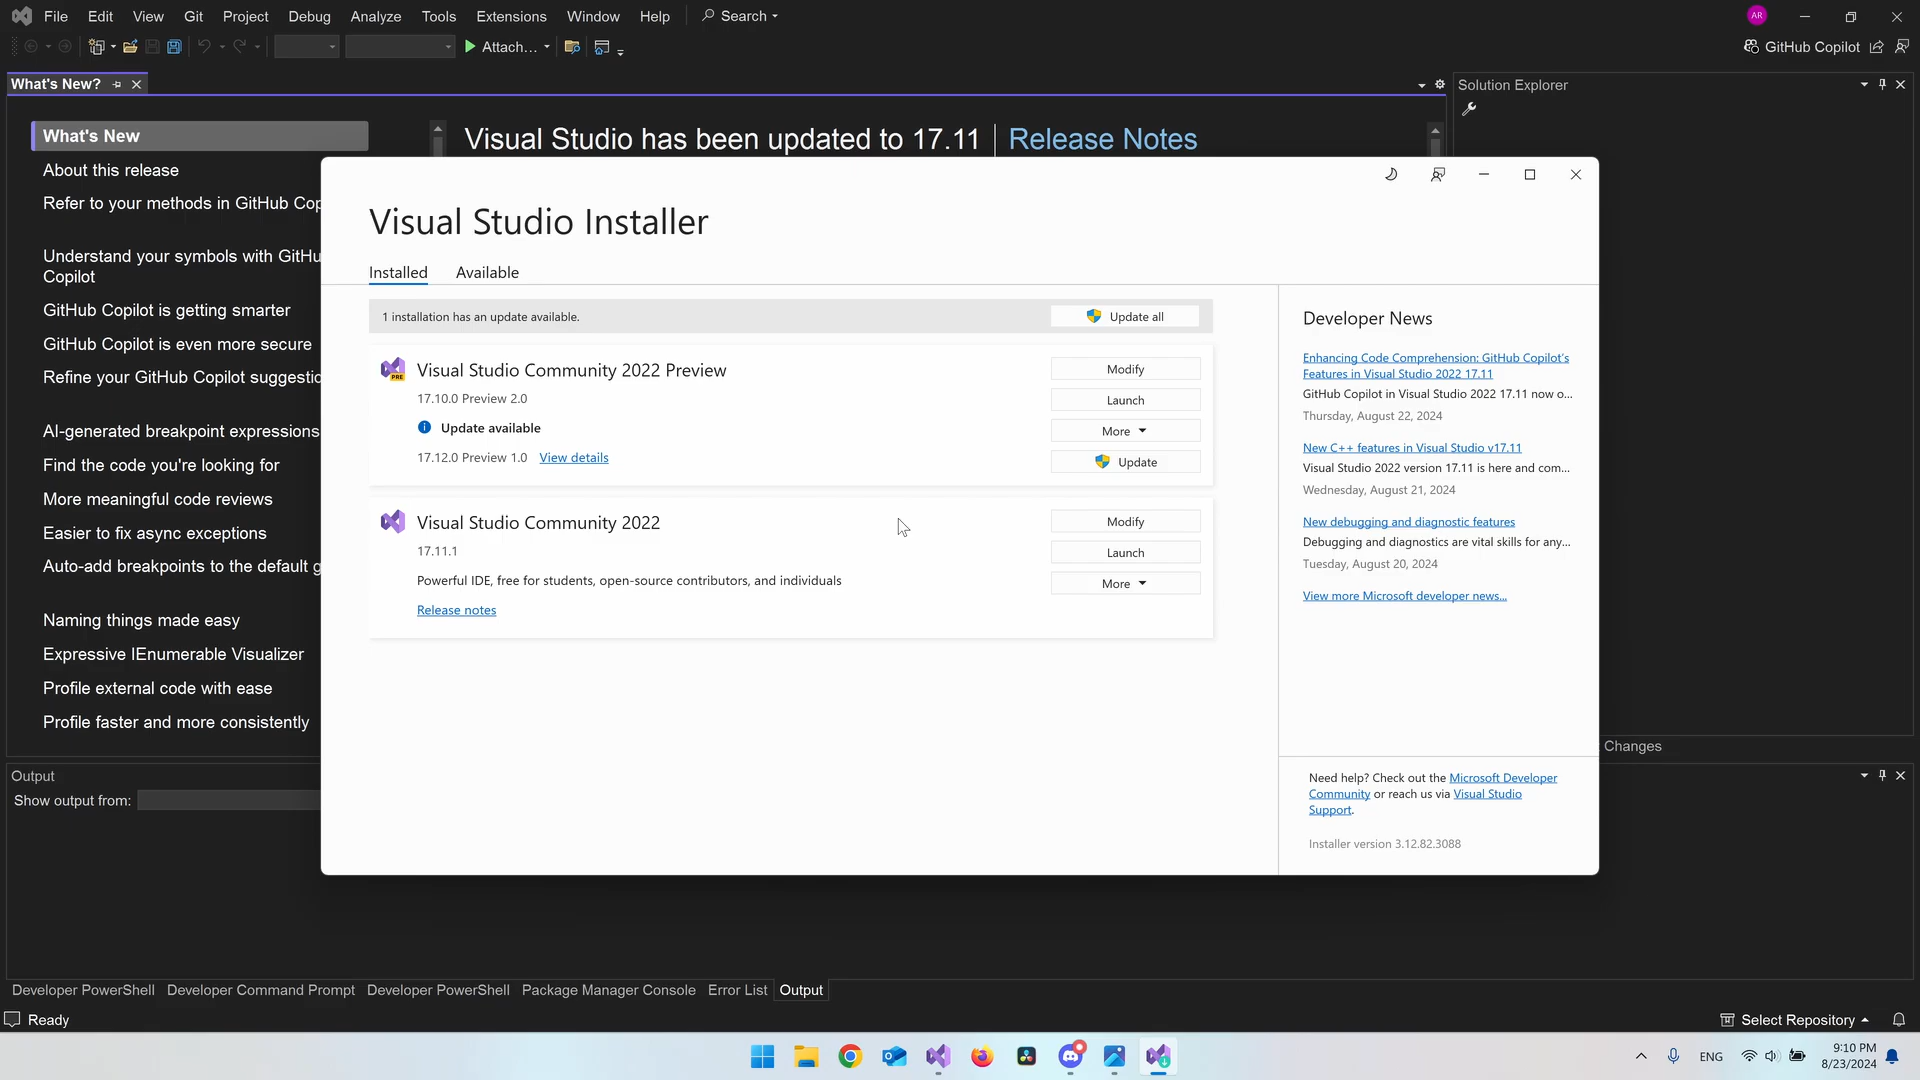 File Edit View Git Project Debug Analyze Tools Extensions Window Help Search
AR
Attach...
GitHub Copilot
What's New?
Solution Explorer
What's New
About this release
Refer to your methods in GitHub Cop
Understand your symbols with GitHu
Copilot
GitHub Copilot is getting smarter
GitHub Copilot is even more secure
Refine your GitHub Copilot suggestio
AI-generated breakpoint expressions
Find the code you're looking for
More meaningful code reviews
Easier to fix async exceptions
Auto-add breakpoints to the default g
Naming things made easy
Expressive IEnumerable Visualizer
Profile external code with ease
Profile faster and more consistently
Visual Studio has been updated to 17.11 Release Notes
Visual Studio Installer
Installed Available
1 installation has an update available.
Update all
PRE
Visual Studio Community 2022 Preview
17.10.0 Preview 2.0
Update available
17.12.0 Preview 1.0 View details
Modify
Launch
More
Update
Visual Studio Community 2022
17.11.1
Powerful IDE, free for students, open-source contributors, and individuals
Release notes
Modify
Launch
More
Developer News
Enhancing Code Comprehension: GitHub Copilot's
Features in Visual Studio 2022 17.11
GitHub Copilot in Visual Studio 2022 17.11 now o...
Thursday, August 22, 2024
New C++ features in Visual Studio v17.11
Visual Studio 2022 version 17.11 is here and com...
Wednesday, August 21, 2024
New debugging and diagnostic features
Debugging and diagnostics are vital skills for any...
Tuesday, August 20, 2024
View more Microsoft developer news...
Need help? Check out the Microsoft Developer
Community or reach us via Visual Studio
Support.
Installer version 3.12.82.3088
Changes
Output
Show output from:
Developer PowerShell Developer Command Prompt Developer PowerShell Package Manager Console Error List Output
Ready
Select Repository
ENG
9:10 PM
8/23/2024